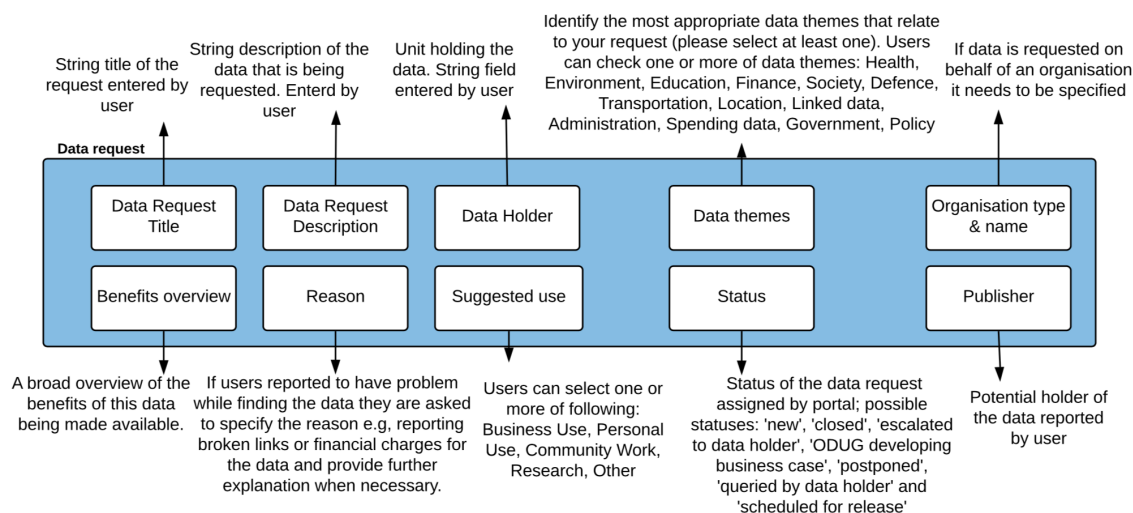 String title of the
request entered by
user
String description of the
data that is being
requested. Enterd by
user
Unit holding the
data. String field
entered by user
Identify the most appropriate data themes that relate
to your request (please select at least one). Users
can check one or more of data themes: Health,
Environment, Education, Finance, Society, Defence,
Transportation, Location, Linked data,
Administration, Spending data, Government, Policy
If data is requested on
behalf of an organisation
it needs to be specified
Data request
Data Request
Title
Data Request
Description
Data Holder
Data themes
Organisation type
& name
Benefits overview
Reason
Suggested use
Status
Publisher
A broad overview of the
benefits of this data
being made available.
If users reported to have problem
while finding the data they are asked
to specify the reason e.g, reporting
broken links or financial charges for
the data and provide further
explanation when necessary.
Users can select one or
more of following:
Business Use, Personal
Use, Community Work,
Research, Other
Status of the data request
assigned by portal; possible
statuses: 'new', 'closed', 'escalated
to data holder', 'ODUG developing
business case', 'postponed',
'queried by data holder' and
'scheduled for release'
Potential holder of
the data reported
by user